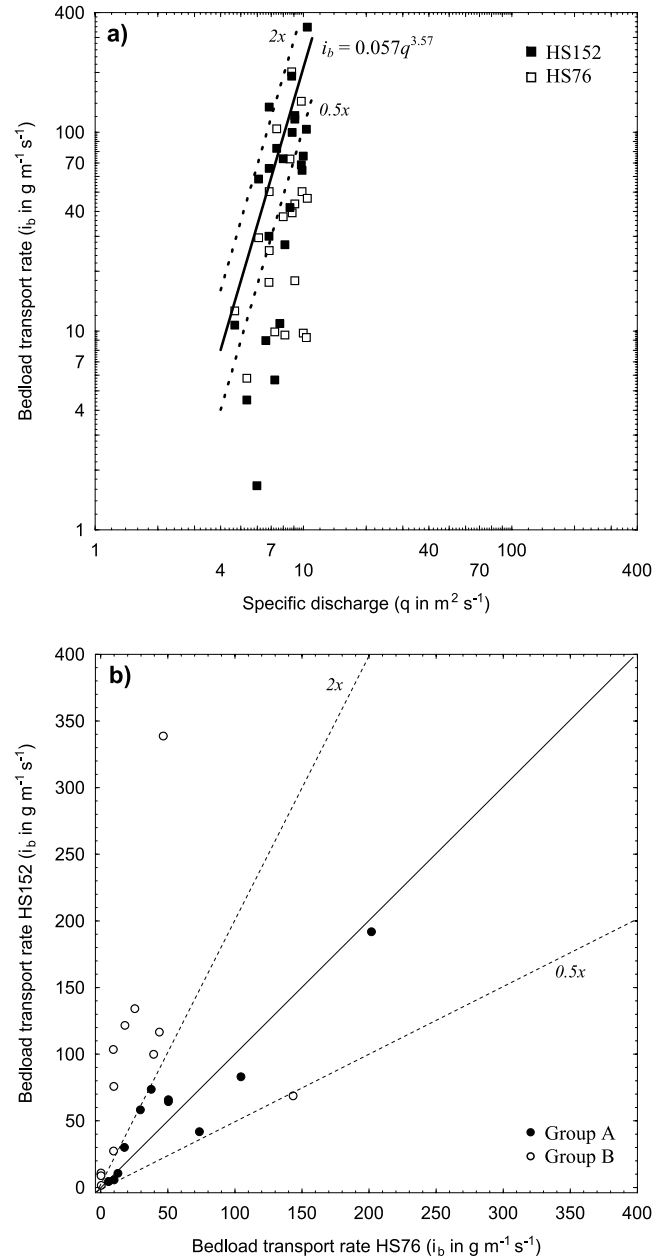 a)
2x
i_b = 0.057q^3.57
0.5x
HS152
HS76
Bedload transport rate (i_b in g m⁻¹ s⁻¹)
400
100
70
40
10
7
4
1
1
7
40
100
4
10
70
400
Specific discharge (q in m² s⁻¹)
b)
2x
0.5x
Group A
Group B
Bedload transport rate HS152 (i_b in g m⁻¹ s⁻¹)
400
350
300
250
200
150
100
50
0
0
50
100
150
200
250
300
350
400
Bedload transport rate HS76 (i_b in g m⁻¹ s⁻¹)